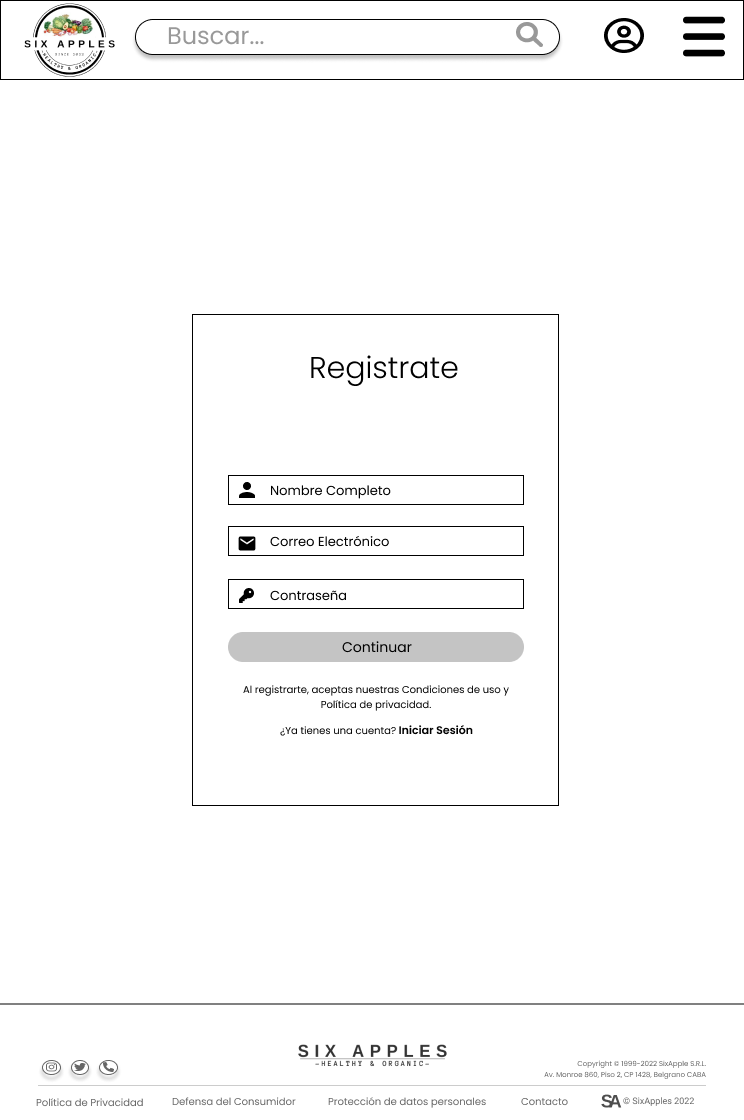 SIX APPLES
SINCE 2022
HEALTHY & ORGANIC
Buscar...
Registrate
Nombre Completo
Correo Electrónico
Contraseña
Continuar
Al registrarte, aceptas nuestras Condiciones de uso y
Política de privacidad.
¿Ya tienes una cuenta? Iniciar Sesión
SIX APPLES
-HEALTHY & ORGANIC-
Copyright © 1999-2022 SixApple S.R.L.
Av. Monroe 860, Piso 2, CP 1428, Belgrano CABA
Política de Privacidad
Defensa del Consumidor
Protección de datos personales
Contacto
SA © SixApples 2022